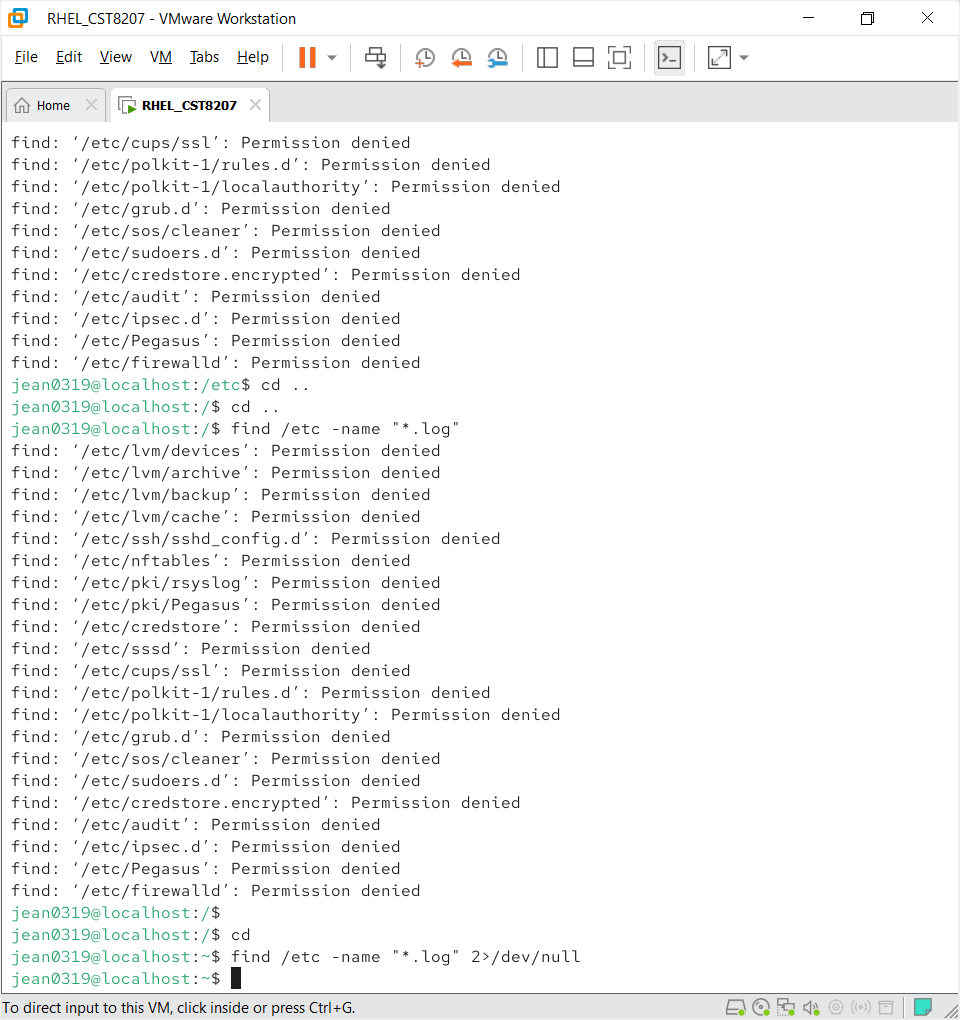 RHEL_CST8207 - VMware Workstation
File Edit View VM Tabs Help
Home
RHEL_CST8207
find: ‘/etc/cups/ssl’: Permission denied
find: ‘/etc/polkit-1/rules.d’: Permission denied
find: ‘/etc/polkit-1/localauthority’: Permission denied
find: ‘/etc/grub.d’: Permission denied
find: ‘/etc/sos/cleaner’: Permission denied
find: ‘/etc/sudoers.d’: Permission denied
find: ‘/etc/credstore.encrypted’: Permission denied
find: ‘/etc/audit’: Permission denied
find: ‘/etc/ipsec.d’: Permission denied
find: ‘/etc/Pegasus’: Permission denied
find: ‘/etc/firewalld’: Permission denied
jean0319@localhost:/etc$ cd ..
jean0319@localhost:/$ cd ..
jean0319@localhost:/$ find /etc -name "*.log"
find: ‘/etc/lvm/devices’: Permission denied
find: ‘/etc/lvm/archive’: Permission denied
find: ‘/etc/lvm/backup’: Permission denied
find: ‘/etc/lvm/cache’: Permission denied
find: ‘/etc/ssh/sshd_config.d’: Permission denied
find: ‘/etc/nftables’: Permission denied
find: ‘/etc/pki/rsyslog’: Permission denied
find: ‘/etc/pki/Pegasus’: Permission denied
find: ‘/etc/credstore’: Permission denied
find: ‘/etc/sssd’: Permission denied
find: ‘/etc/cups/ssl’: Permission denied
find: ‘/etc/polkit-1/rules.d’: Permission denied
find: ‘/etc/polkit-1/localauthority’: Permission denied
find: ‘/etc/grub.d’: Permission denied
find: ‘/etc/sos/cleaner’: Permission denied
find: ‘/etc/sudoers.d’: Permission denied
find: ‘/etc/credstore.encrypted’: Permission denied
find: ‘/etc/audit’: Permission denied
find: ‘/etc/ipsec.d’: Permission denied
find: ‘/etc/Pegasus’: Permission denied
find: ‘/etc/firewalld’: Permission denied
jean0319@localhost:/$
jean0319@localhost:/$ cd
jean0319@localhost:~$ find /etc -name "*.log" 2>/dev/null
jean0319@localhost:~$
To direct input to this VM, click inside or press Ctrl+G.